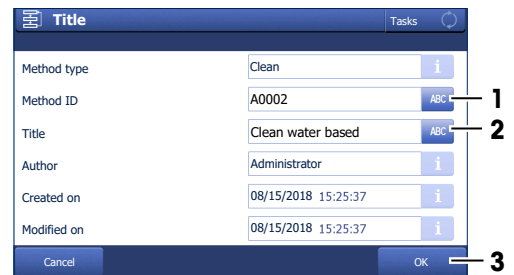 Title Tasks
Method type Clean i
Method ID A0002 ABC 1
Title Clean water based ABC 2
Author Administrator i
Created on 08/15/2018 15:25:37 i
Modified on 08/15/2018 15:25:37 i
Cancel OK 3